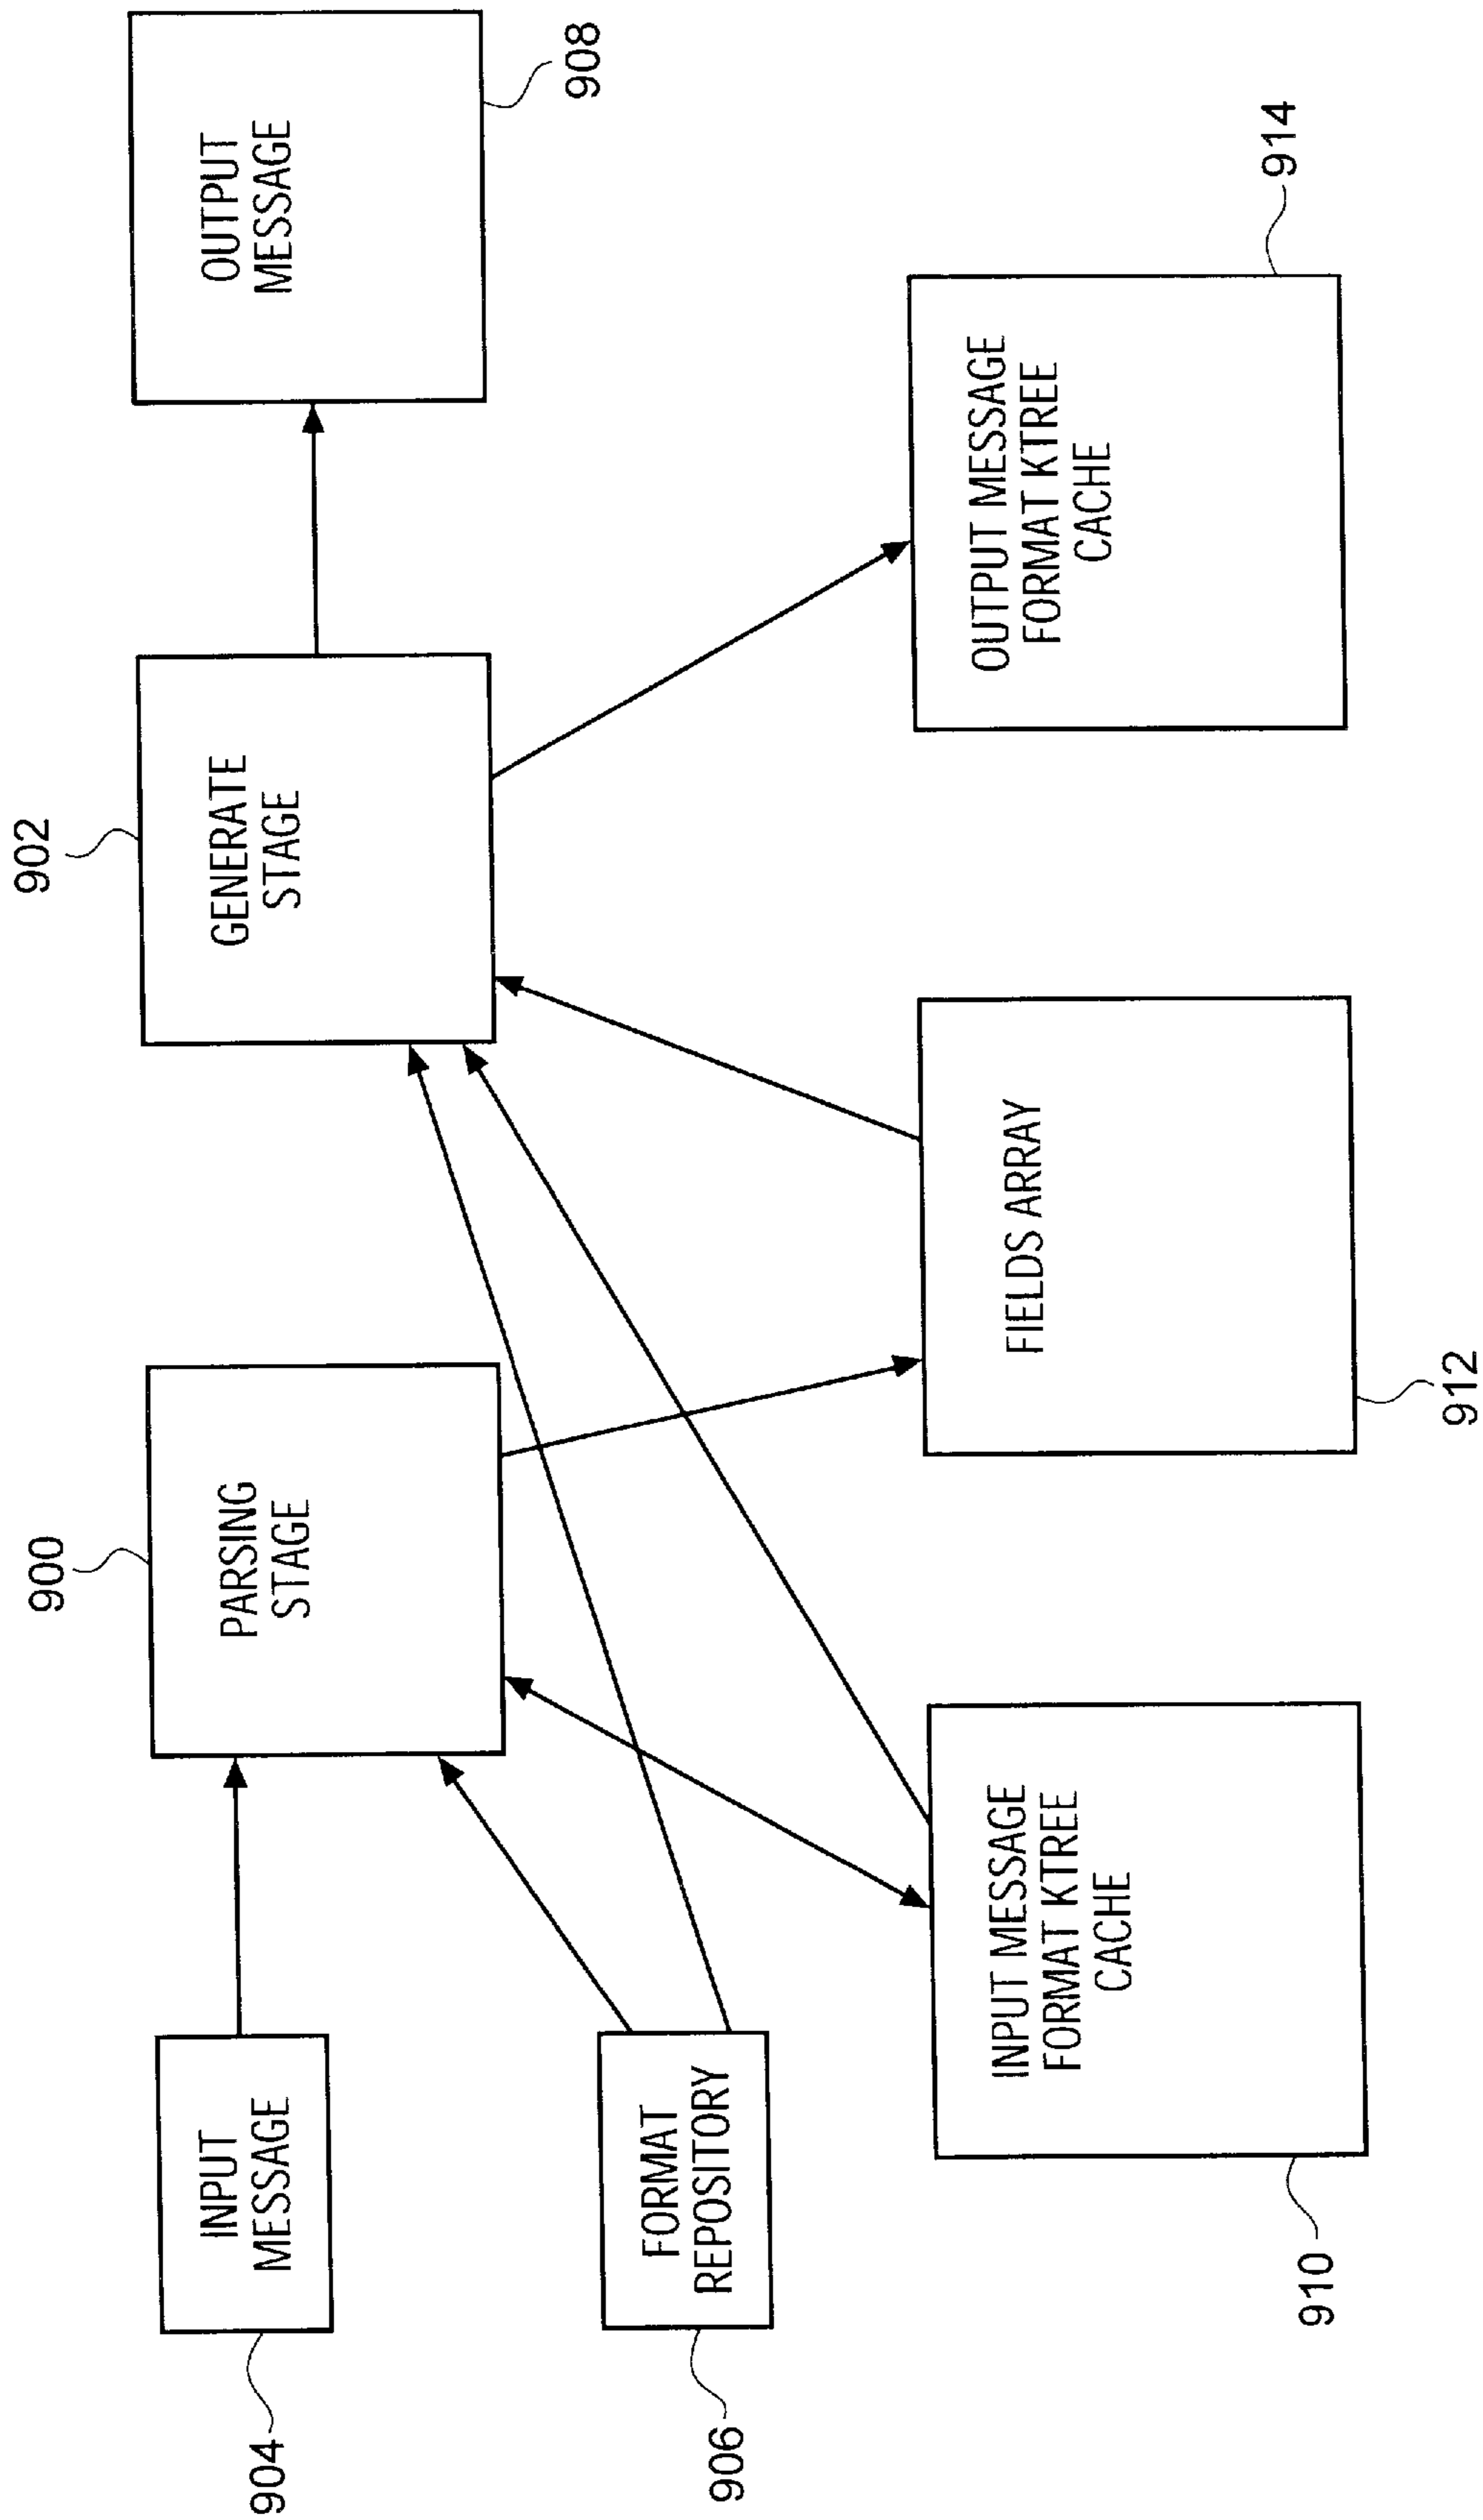 904
INPUT
MESSAGE
900
PARSING
STAGE
902
GENERATE
STAGE
OUTPUT
MESSAGE
908
906
FORMAT
REPOSITORY
910
INPUT MESSAGE
FORMAT KTREE
CACHE
FIELDS ARRAY
912
OUTPUT MESSAGE
FORMAT KTREE
CACHE
914